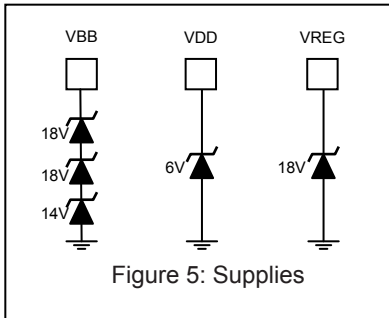 VBB VDD VREG
18V
18V 6V 18V
14V
Figure 5: Supplies